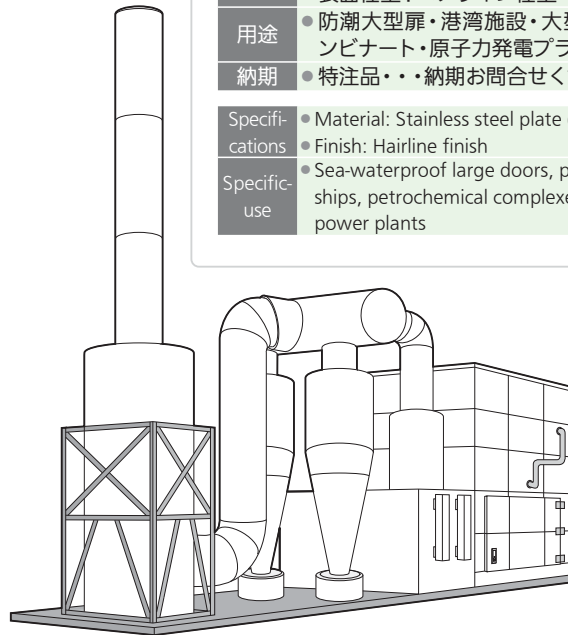 用途
●防潮大型扉・港湾施設・大
ンビナート・原子力発電プラ
納期
●特注品・・・納期お問合せく
Specifi-
cations
● Material: Stainless steel plate
● Finish: Hairline finish
Specific-
use
● Sea-waterproof large doors, p
ships, petrochemical complexe
power plants